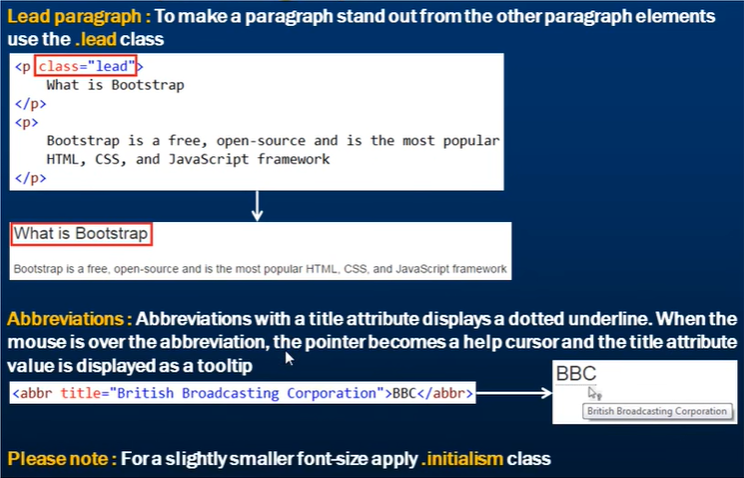 Lead paragraph : To make a paragraph stand out from the other paragraph elements
use the .lead class
<p class="lead">
What is Bootstrap
</p>
<p>
Bootstrap is a free, open-source and is the most popular
HTML, CSS, and JavaScript framework
</p>
What is Bootstrap
Bootstrap is a free, open-source and is the most popular HTML, CSS, and JavaScript framework
Abbreviations : Abbreviations with a title attribute displays a dotted underline. When the
mouse is over the abbreviation, the pointer becomes a help cursor and the title attribute
value is displayed as a tooltip
<abbr title="British Broadcasting Corporation">BBC</abbr>
BBC
British Broadcasting Corporation
Please note : For a slightly smaller font-size apply .initialism class